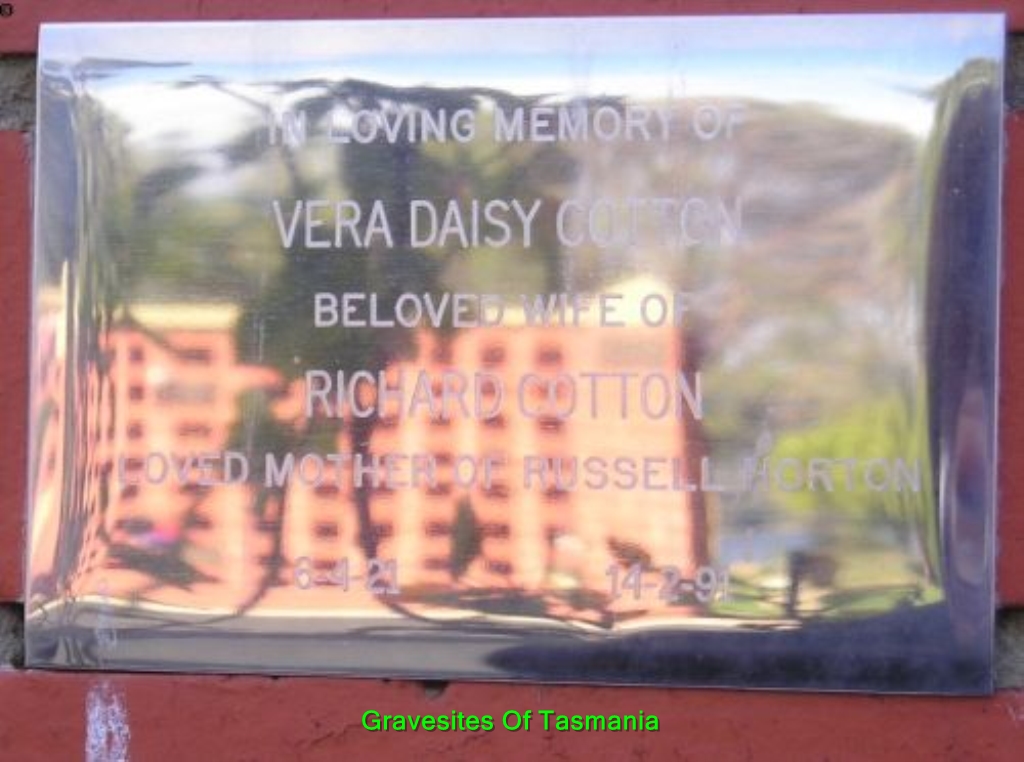 IN LOVING MEMORY OF
VERA DAISY COTTON
BELOVED WIFE OF
RICHARD COTTON
LOVED MOTHER OF RUSSELL HORTON
6-4-21 14-2-91
Gravesites Of Tasmania